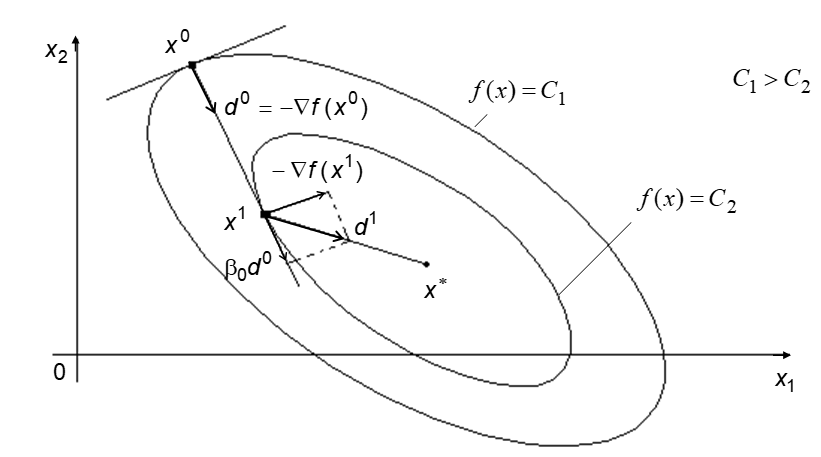 x₂
x⁰
d⁰ = −∇f(x⁰)
f(x) = C₁
C₁ > C₂
−∇f(x¹)
f(x) = C₂
x¹
d¹
β₀d⁰
x*
0
x₁